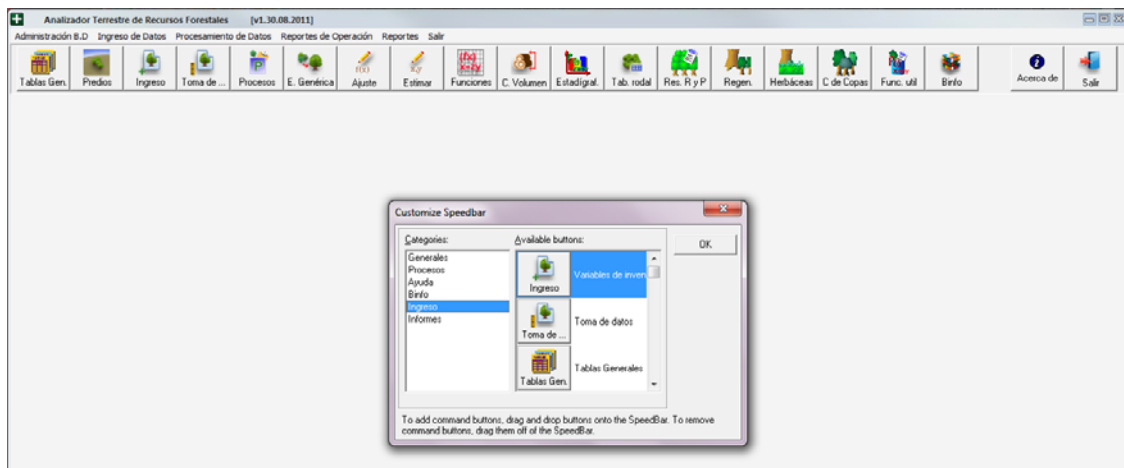 Analizador Terrestre de Recursos Forestales [v1.30.08.2011]
Administración B.D Ingreso de Datos Procesamiento de Datos Reportes de Operación Reportes Salir
Tablas Gen. Predios Ingreso Toma de ... Procesos E. Genérica Ajuste Estimar Funciones C. Volumen Estadígral. Tab. rodal Res. R y P Regen. Herbáceas C de Copas Func. util Binfo Acerca de Salir
Customize Speedbar
Categories: Available buttons: OK
Generales
Procesos
Ayuda
Binfo
Ingreso
Informes
Ingreso Variables de inven
Toma de ... Toma de datos
Tablas Gen. Tablas Generales
To add command buttons, drag and drop buttons onto the SpeedBar. To remove
command buttons, drag them off of the SpeedBar.